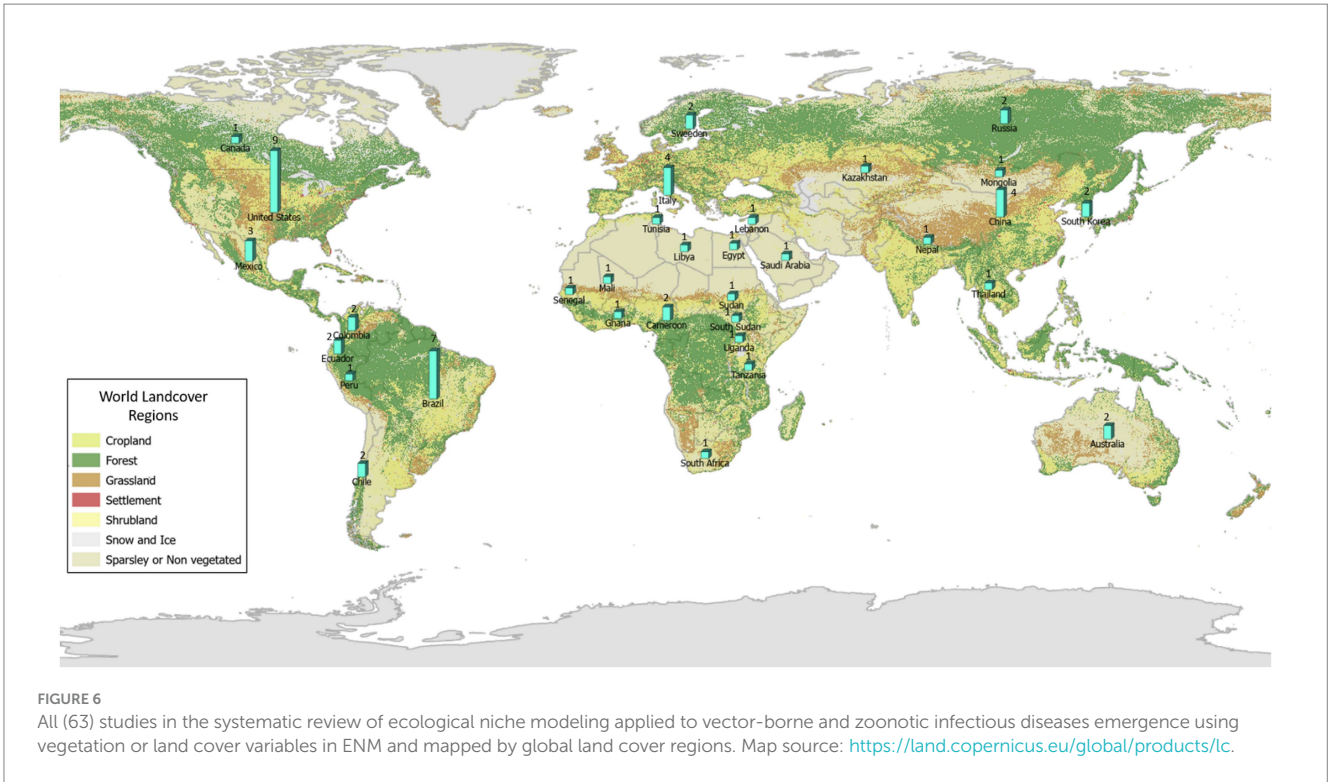 1
Canada
9
United States
3
Mexico
2
Colombia
2
Ecuador
1
Peru
7
Brazil
2
Chile
2
Sweeden
4
Italy
1
Tunisia
1
Libya
1
Egypt
1
Lebanon
1
Saudi Arabia
1
Senegal
1
Mali
1
Ghana
2
Cameroon
1
Sudan
1
South Sudan
1
Uganda
1
Tanzania
1
South Africa
2
Russia
1
Kazakhstan
1
Mongolia
4
China
2
South Korea
1
Nepal
1
Thailand
2
Australia
World Landcover
Regions
Cropland
Forest
Grassland
Settlement
Shrubland
Snow and Ice
Sparsley or Non vegetated
FIGURE 6
All (63) studies in the systematic review of ecological niche modeling applied to vector-borne and zoonotic infectious diseases emergence using
vegetation or land cover variables in ENM and mapped by global land cover regions. Map source: https://land.copernicus.eu/global/products/lc.